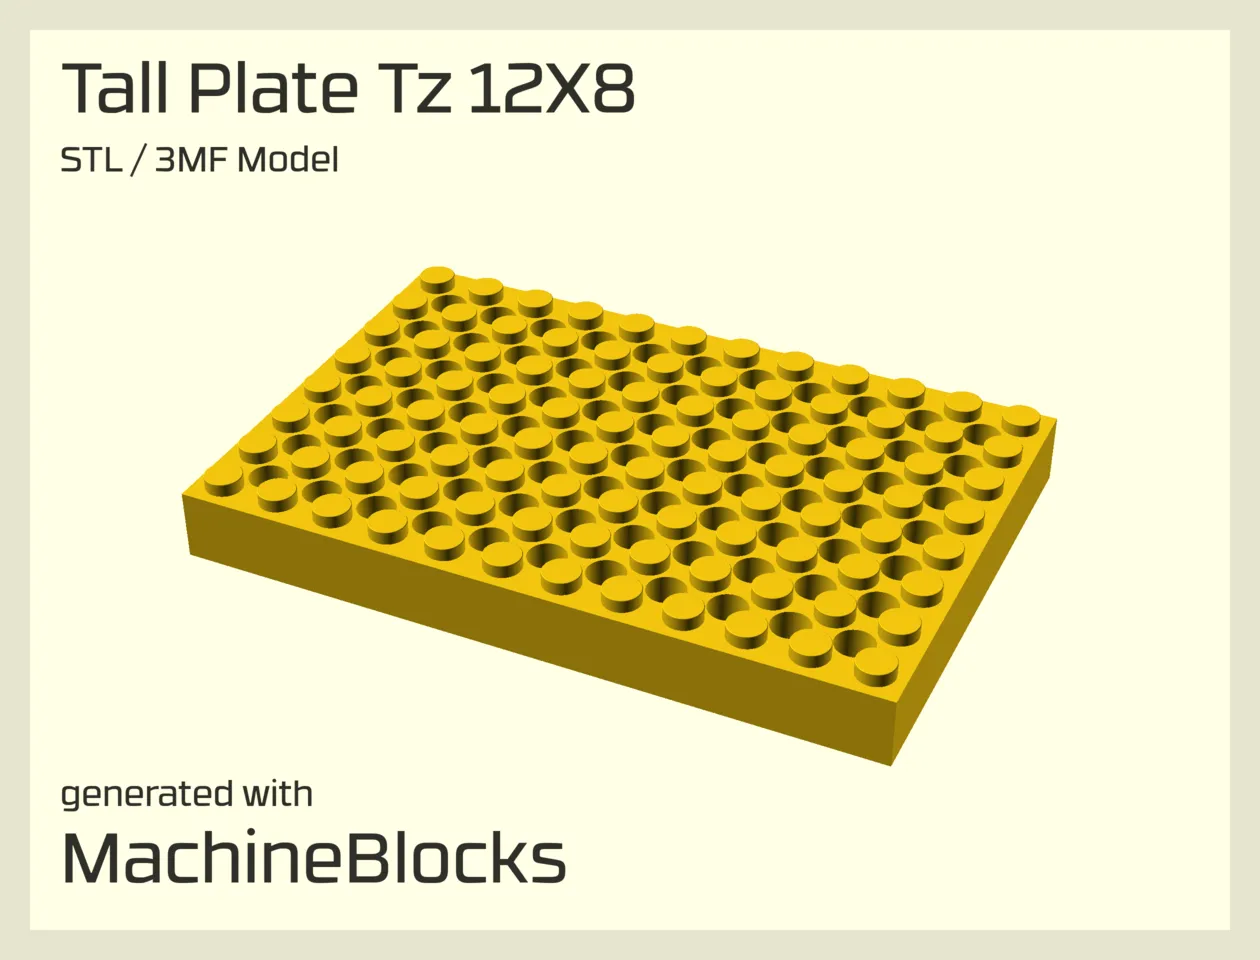 Tall Plate Tz 12X8
STL / 3MF Model
generated with
MachineBlocks